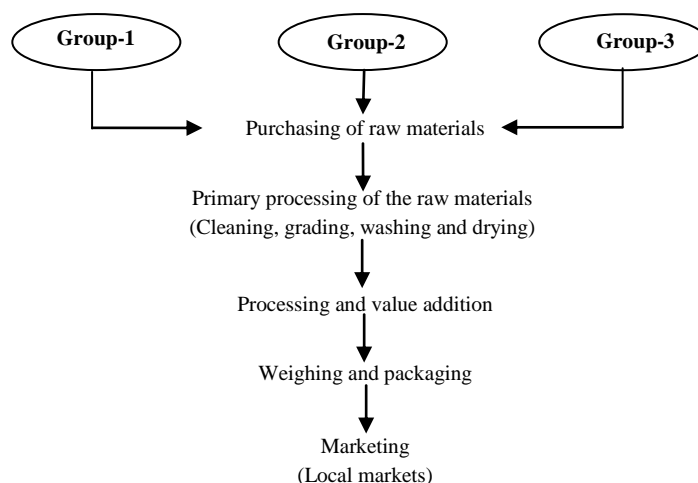 Group-1
Group-2
Group-3
Purchasing of raw materials
Primary processing of the raw materials
(Cleaning, grading, washing and drying)
Processing and value addition
Weighing and packaging
Marketing
(Local markets)